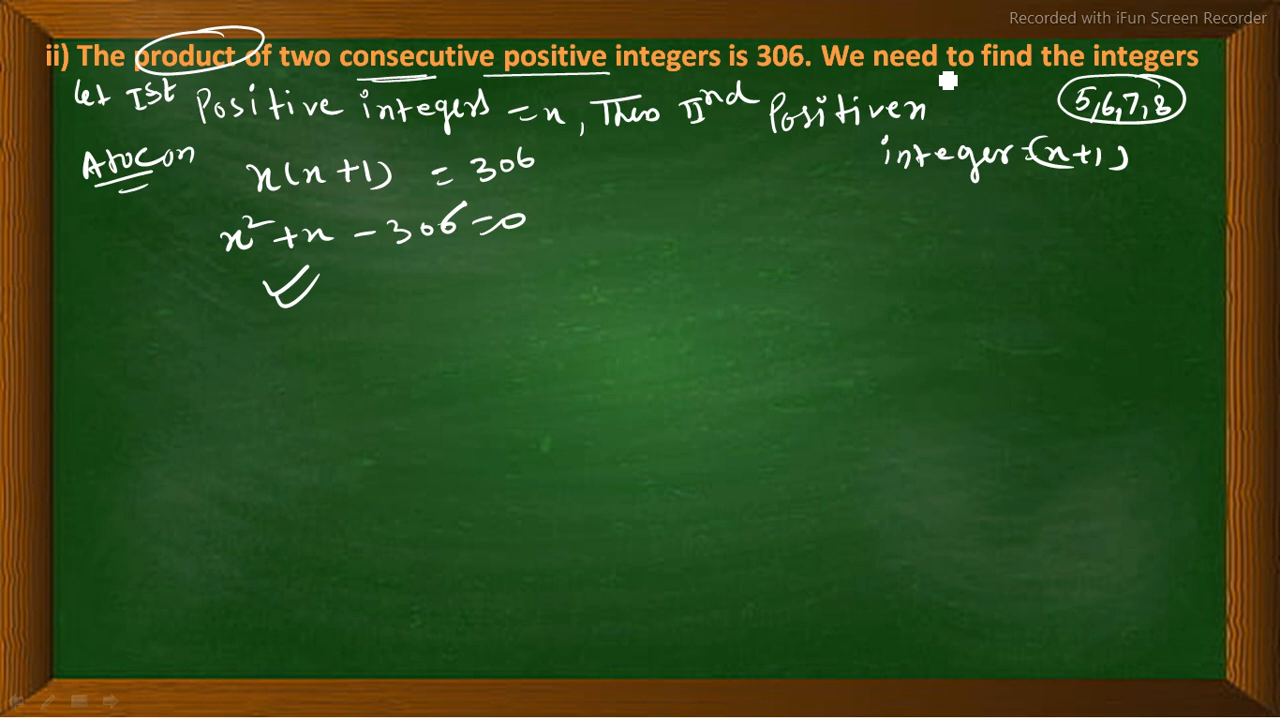 Recorded with iFun Screen Recorder
ii) The product of two consecutive positive integers is 306. We need to find the integers
Let Ist Positive integers = x, Then IInd Positiven
5,6,7,8
integer = (x+1)
x(x+1) = 306
x² + x - 306 = 0